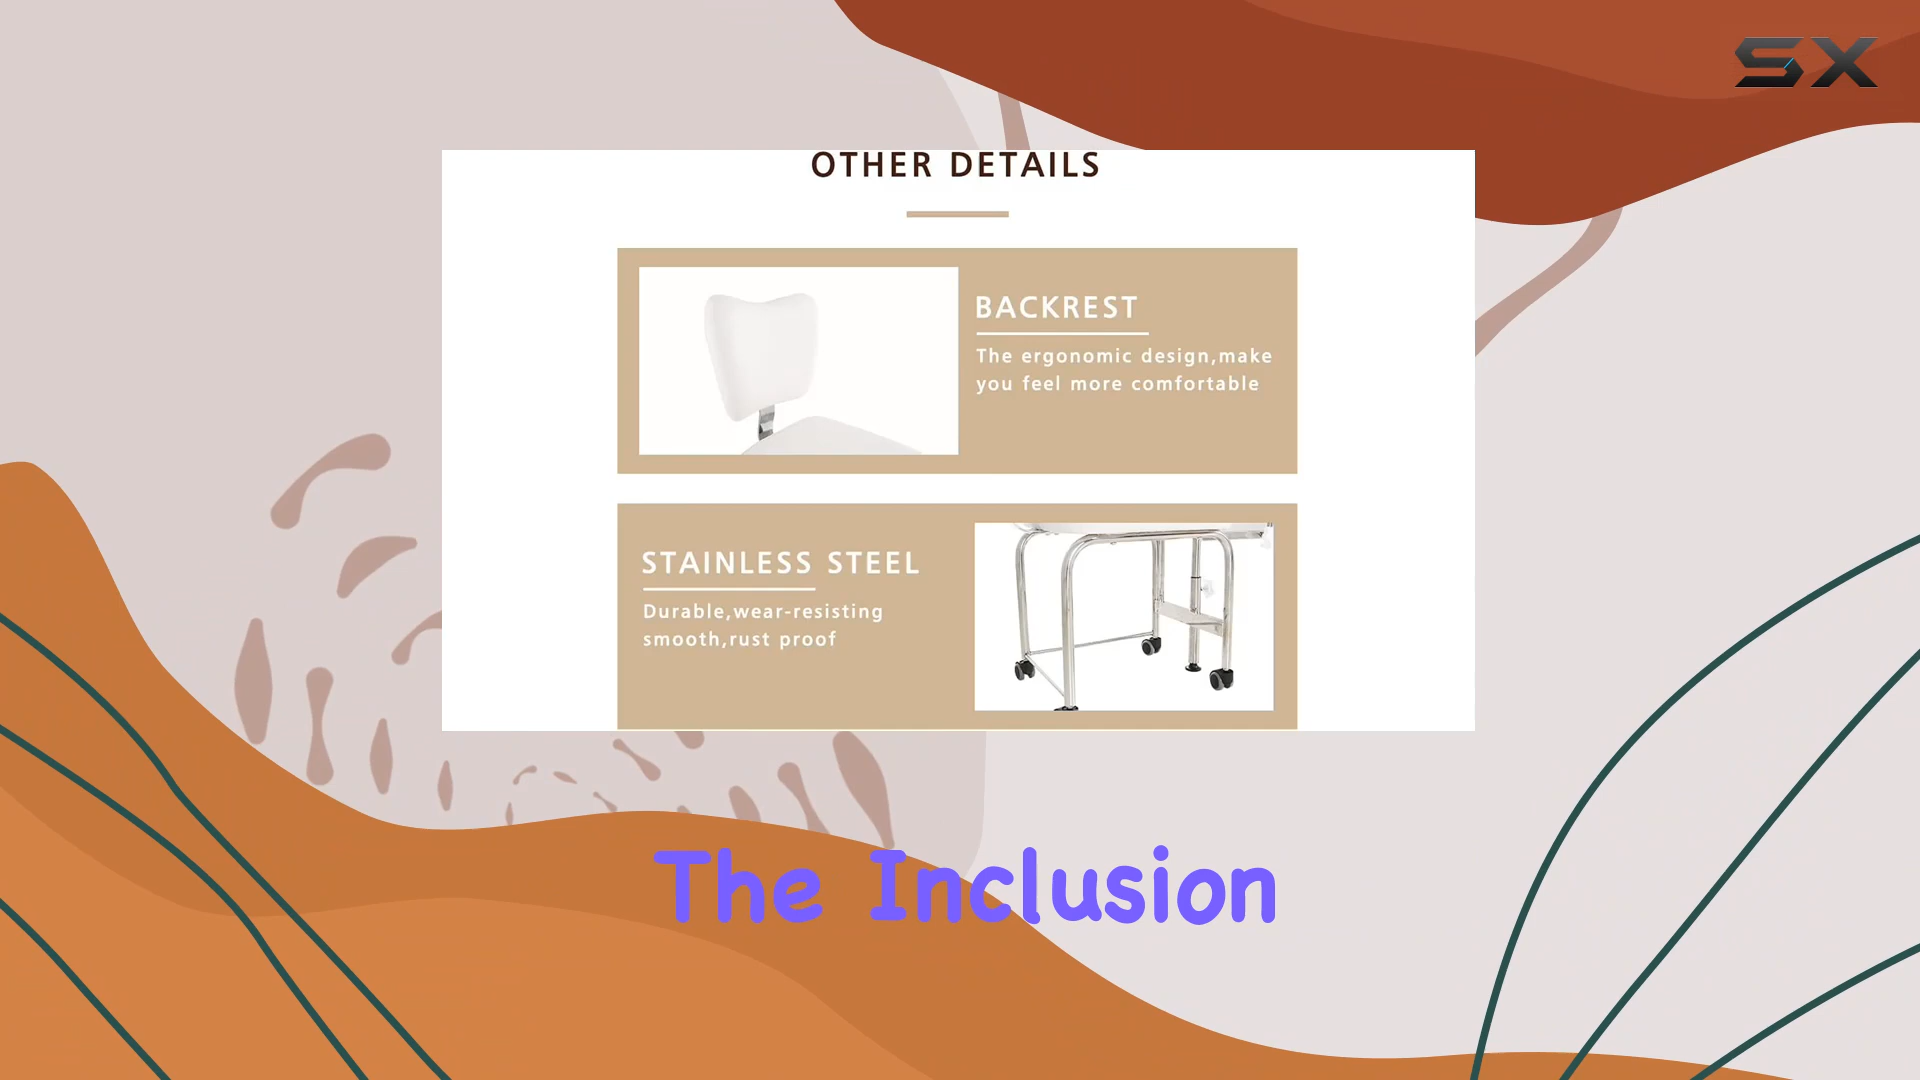 SX
OTHER DETAILS
BACKREST
The ergonomic design,make
you feel more comfortable
STAINLESS STEEL
Durable,wear-resisting
smooth,rust proof
The Inclusion